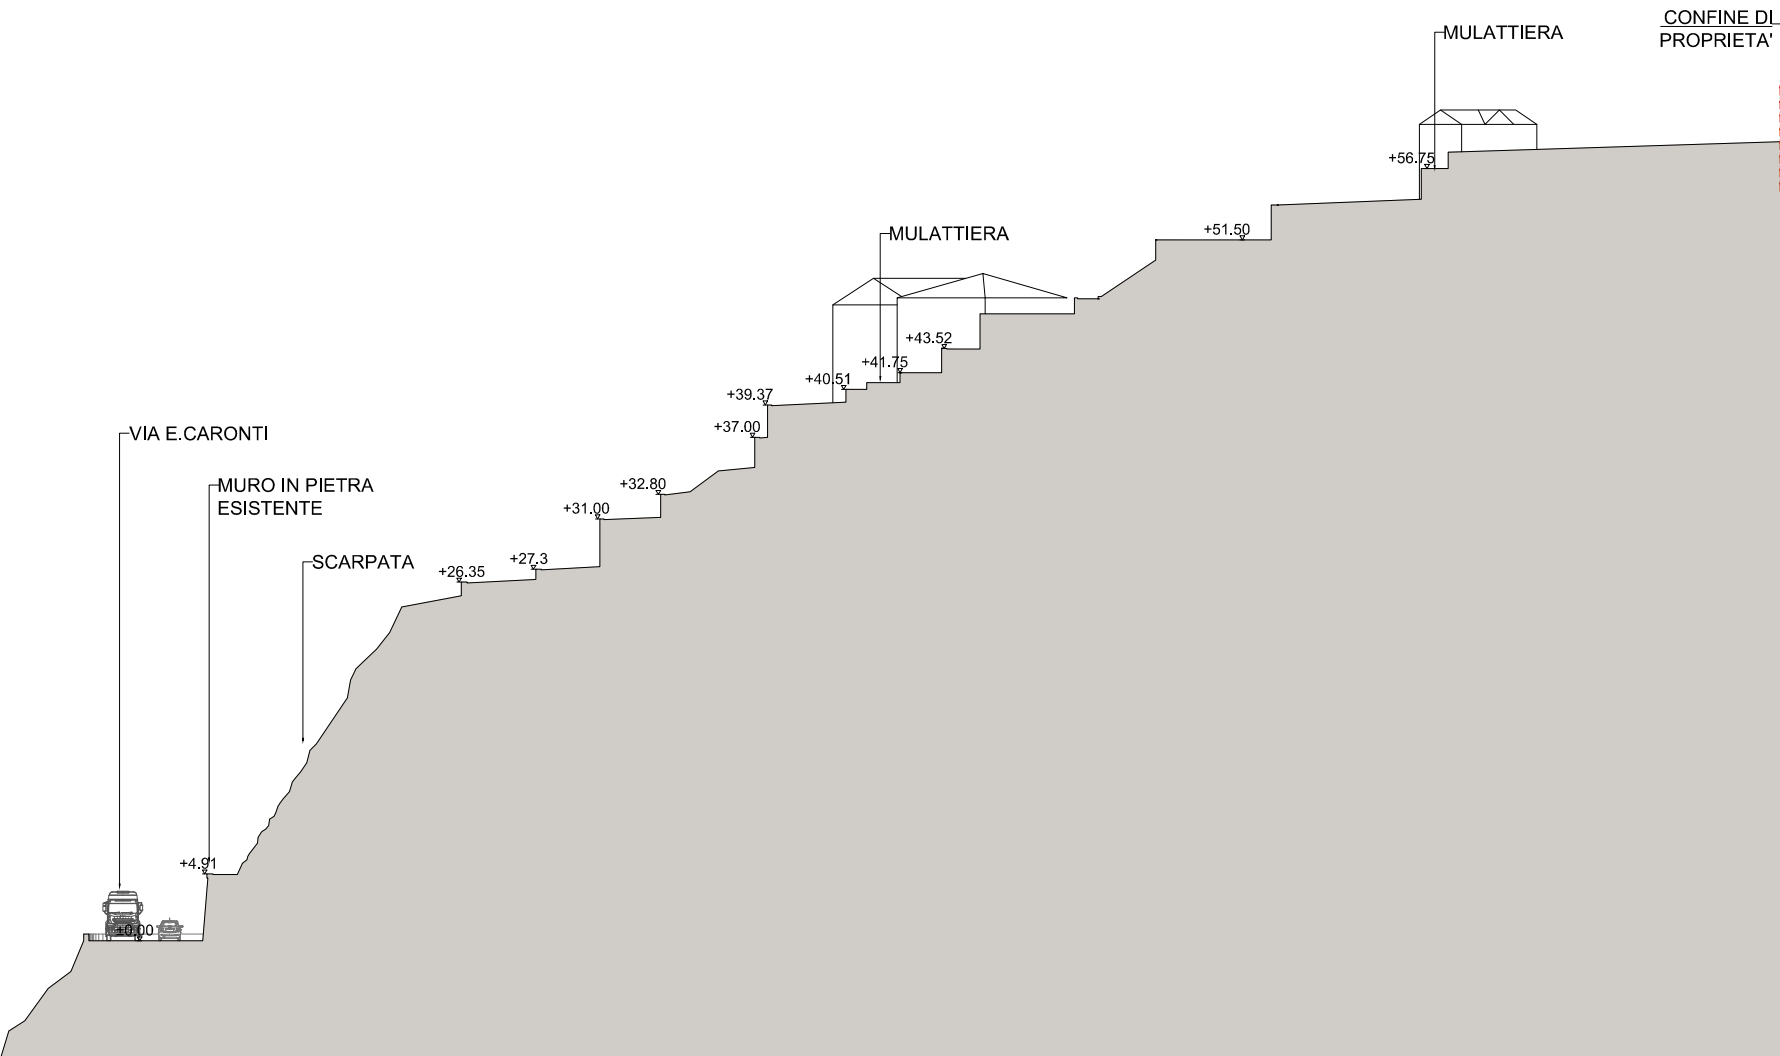 CONFINE DI
PROPRIETA'
MULATTIERA
+56.75
+51.50
MULATTIERA
+43.52
+41.75
+40.51
+39.37
+37.00
VIA E.CARONTI
MURO IN PIETRA
ESISTENTE
+32.80
+31.00
SCARPATA
+27.3
+26.35
+4.91
+0.00